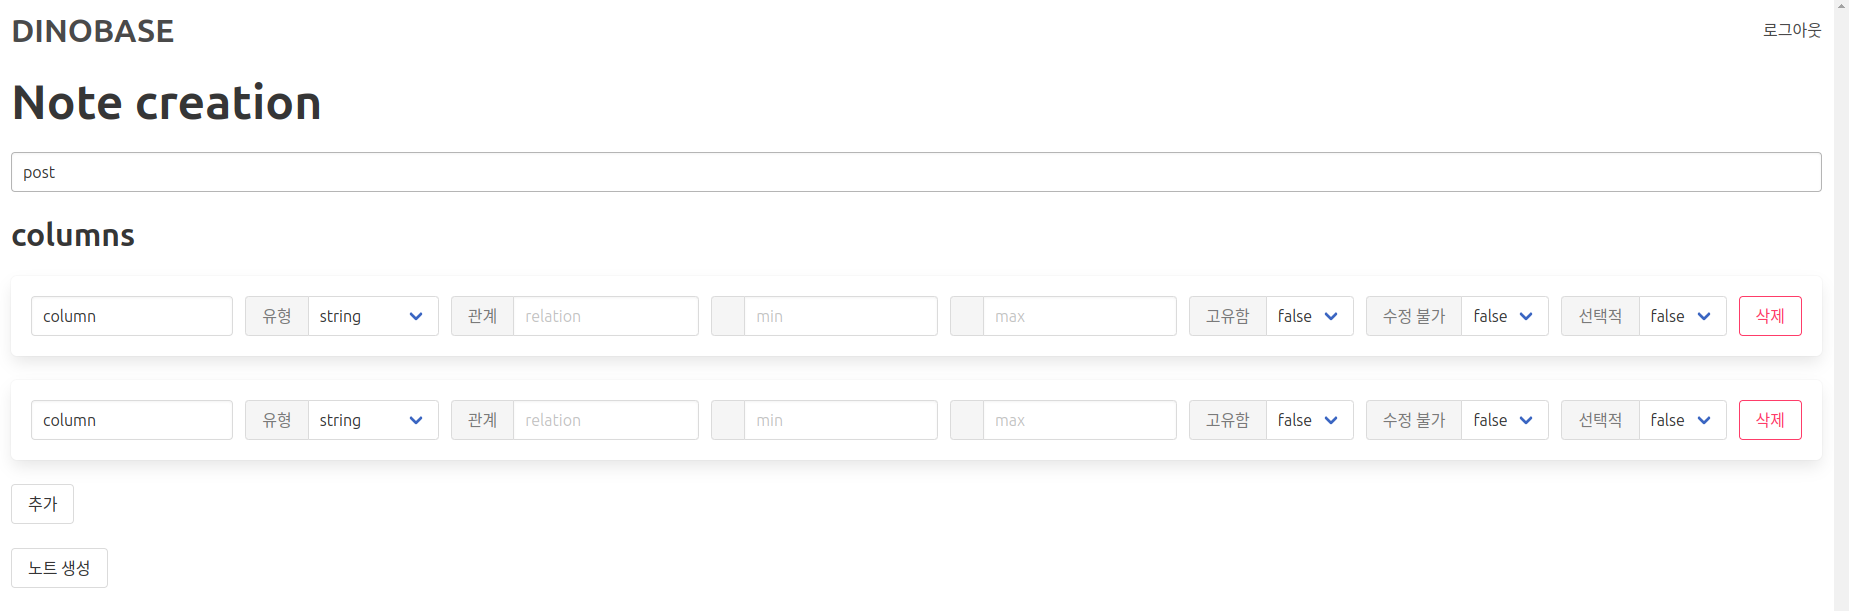 DINOBASE 로그아웃
Note creation
post
columns
column 유형 string 관계 relation min max 고유함 false 수정 불가 false 선택적 false 삭제
column 유형 string 관계 relation min max 고유함 false 수정 불가 false 선택적 false 삭제
추가
노트 생성